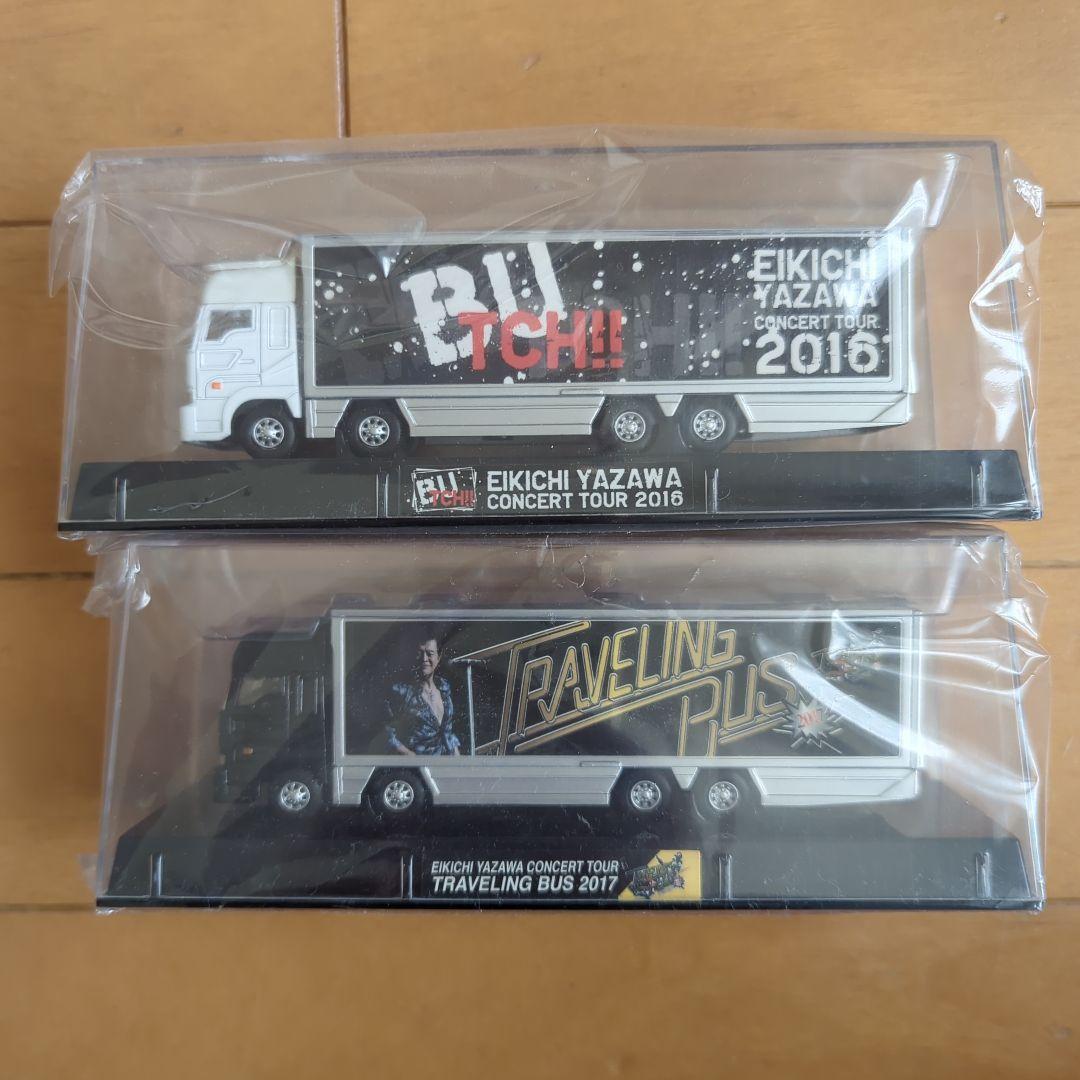 BU
TCH!!
EIKICHI
YAZAWA
CONCERT TOUR
2016
BU
TCH!!
EIKICHI YAZAWA
CONCERT TOUR 2016
TRAVELING
BUS
2017
EIKICHI YAZAWA CONCERT TOUR
TRAVELING BUS 2017